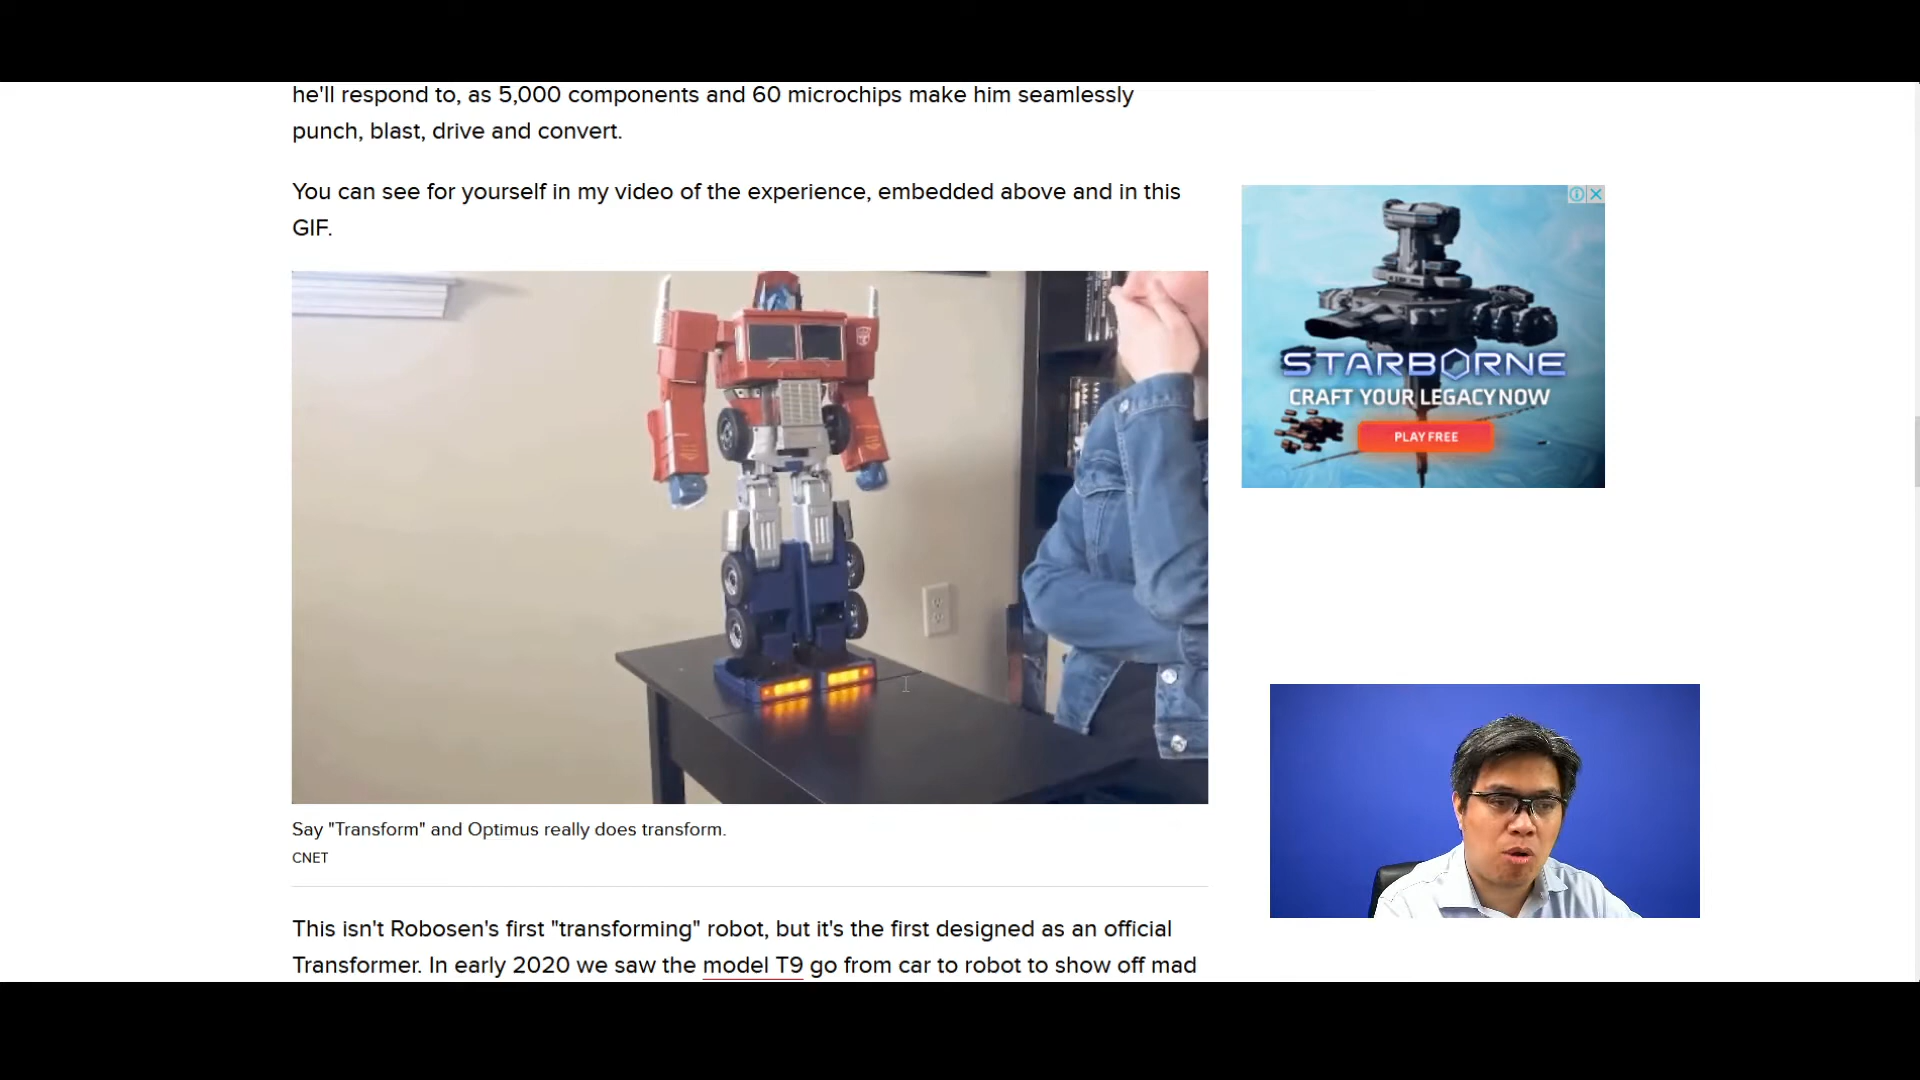 he'll respond to, as 5,000 components and 60 microchips make him seamlessly
punch, blast, drive and convert.
You can see for yourself in my video of the experience, embedded above and in this
GIF.
STARBORNE
CRAFT YOUR LEGACY NOW
PLAY FREE
Say "Transform" and Optimus really does transform.
CNET
This isn't Robosen's first "transforming" robot, but it's the first designed as an official
Transformer. In early 2020 we saw the model T9 go from car to robot to show off mad